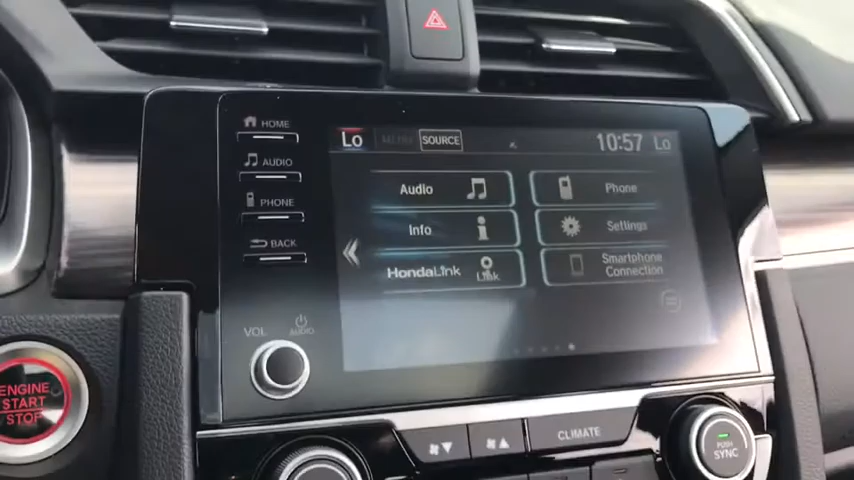 HOME
AUDIO
PHONE
BACK
VOL
AUDIO
Lo
MENU
SOURCE
10:57
Lo
Audio
Phone
Info
Settings
HondaLink
Link
Smartphone
Connection
ENGINE
START
STOP
CLIMATE
PUSH
SYNC